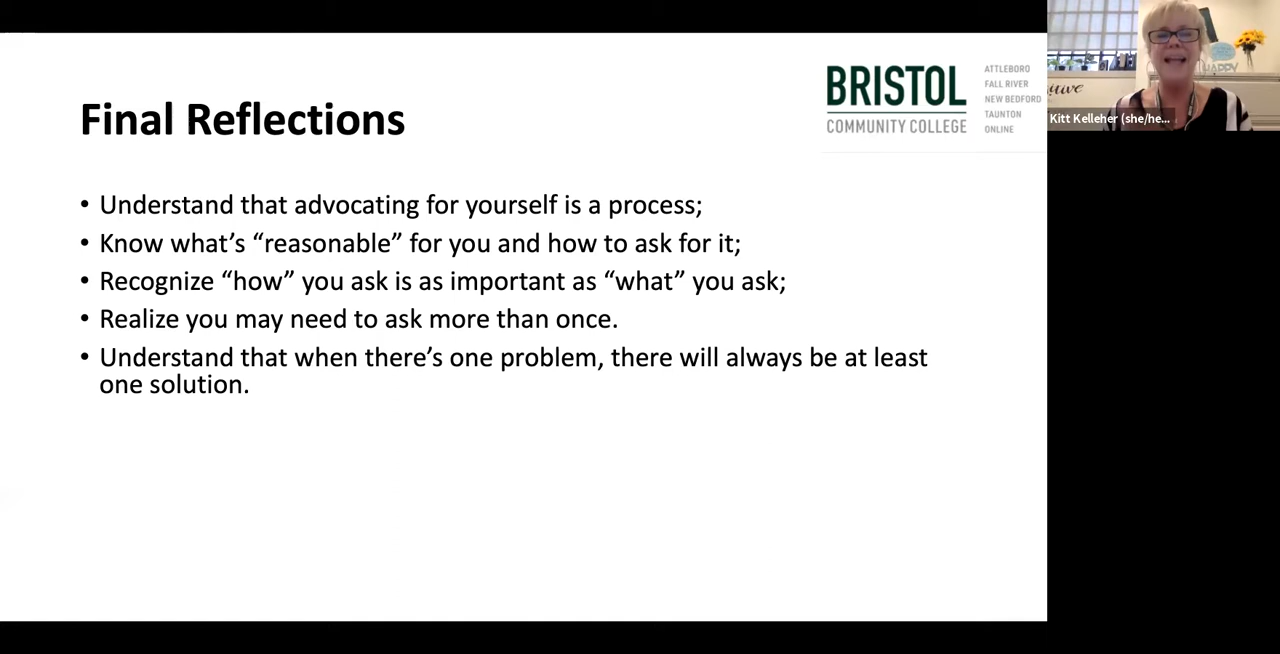 Final Reflections
BRISTOL
COMMUNITY COLLEGE
ATTLEBORO
FALL RIVER
NEW BEDFORD
TAUNTON
ONLINE
• Understand that advocating for yourself is a process;
• Know what’s “reasonable” for you and how to ask for it;
• Recognize “how” you ask is as important as “what” you ask;
• Realize you may need to ask more than once.
• Understand that when there’s one problem, there will always be at least
one solution.
HAPPY
Kitt Kelleher (she/he...